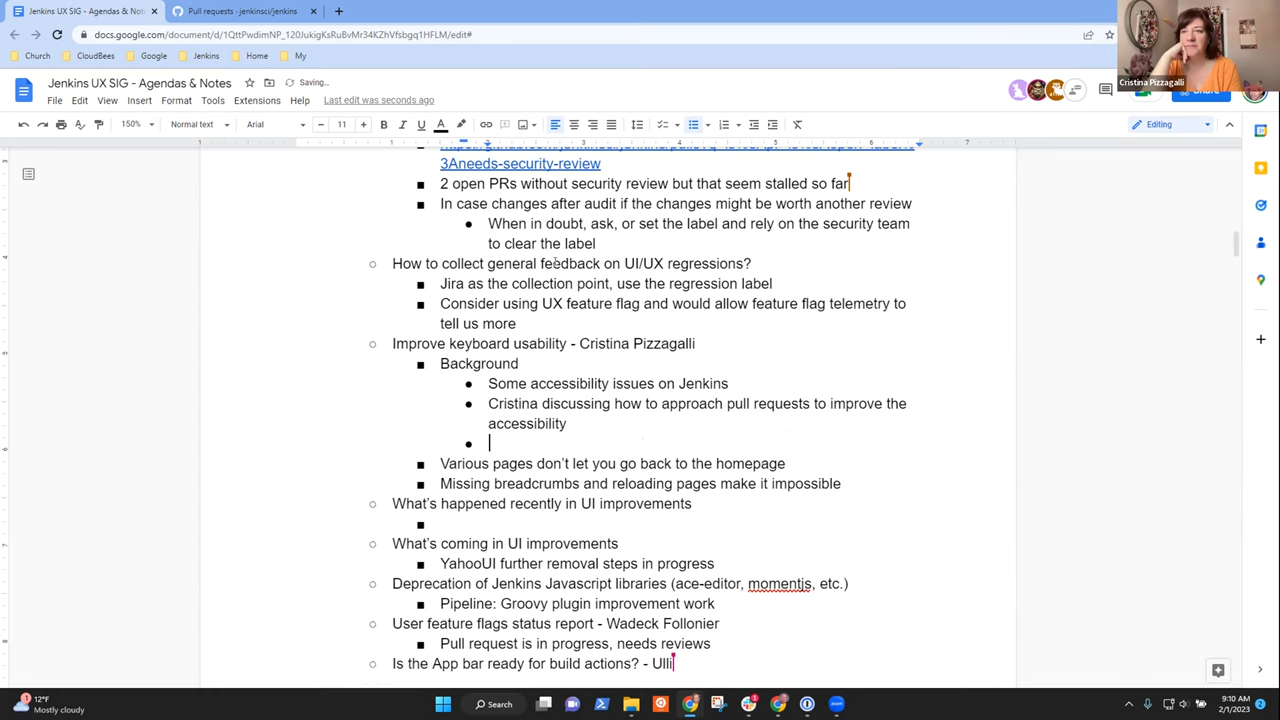 Jenkins UX SIG - Agendas & Notes
Pull requests · jenkinsci/jenkins
docs.google.com/document/d/1QttPwdimNP_120JukigKsRuBvMr34KZhVfsbgq1HFLM/edit#
Church
CloudBees
Google
Jenkins
Home
My
Cristina Pizzagalli
Jenkins UX SIG - Agendas & Notes
Saving...
File Edit View Insert Format Tools Extensions Help Last edit was seconds ago
Share
150% Normal text Arial 11 B I U A Editing
3Aneeds-security-review
2 open PRs without security review but that seem stalled so far
In case changes after audit if the changes might be worth another review
When in doubt, ask, or set the label and rely on the security team
to clear the label
How to collect general feedback on UI/UX regressions?
Jira as the collection point, use the regression label
Consider using UX feature flag and would allow feature flag telemetry to
tell us more
Improve keyboard usability - Cristina Pizzagalli
Background
Some accessibility issues on Jenkins
Cristina discussing how to approach pull requests to improve the
accessibility
Various pages don’t let you go back to the homepage
Missing breadcrumbs and reloading pages make it impossible
What’s happened recently in UI improvements
What’s coming in UI improvements
YahooUI further removal steps in progress
Deprecation of Jenkins Javascript libraries (ace-editor, momentjs, etc.)
Pipeline: Groovy plugin improvement work
User feature flags status report - Wadeck Follonier
Pull request is in progress, needs reviews
Is the App bar ready for build actions? - Ulli
12°F
Mostly cloudy
Search
9:10 AM
2/1/2023